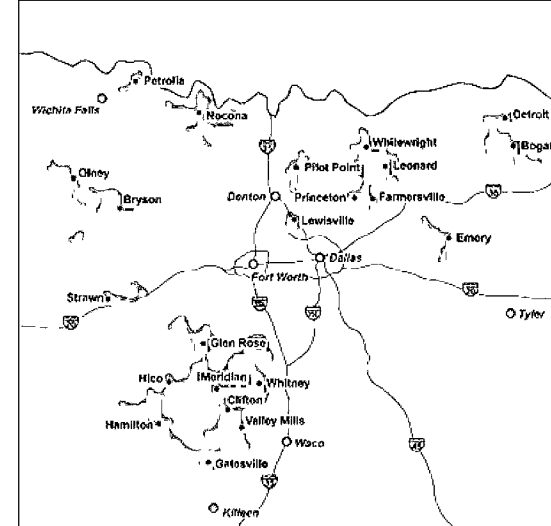 Petrolia
Wichita Falls
Nocona
Detroit
Bogat
Whitewright
Pilot Point
Leonard
Olney
Bryson
Denton
Princeton
Farmersville
Lewisville
Emory
Dallas
Fort Worth
Strawn
Tyler
Glen Rose
Hico
Meridian
Whitney
Clifton
Hamilton
Valley Mills
Waco
Gatesville
Killeen